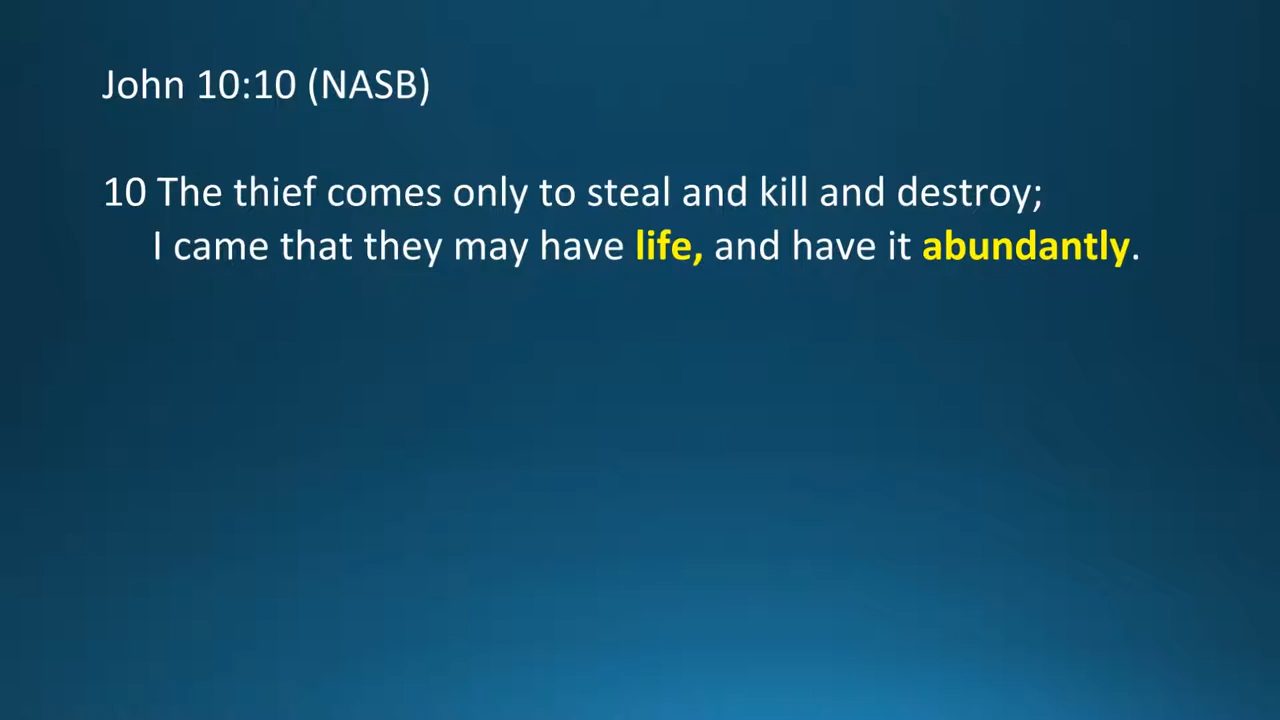 John 10:10 (NASB)
10 The thief comes only to steal and kill and destroy;
I came that they may have life, and have it abundantly.